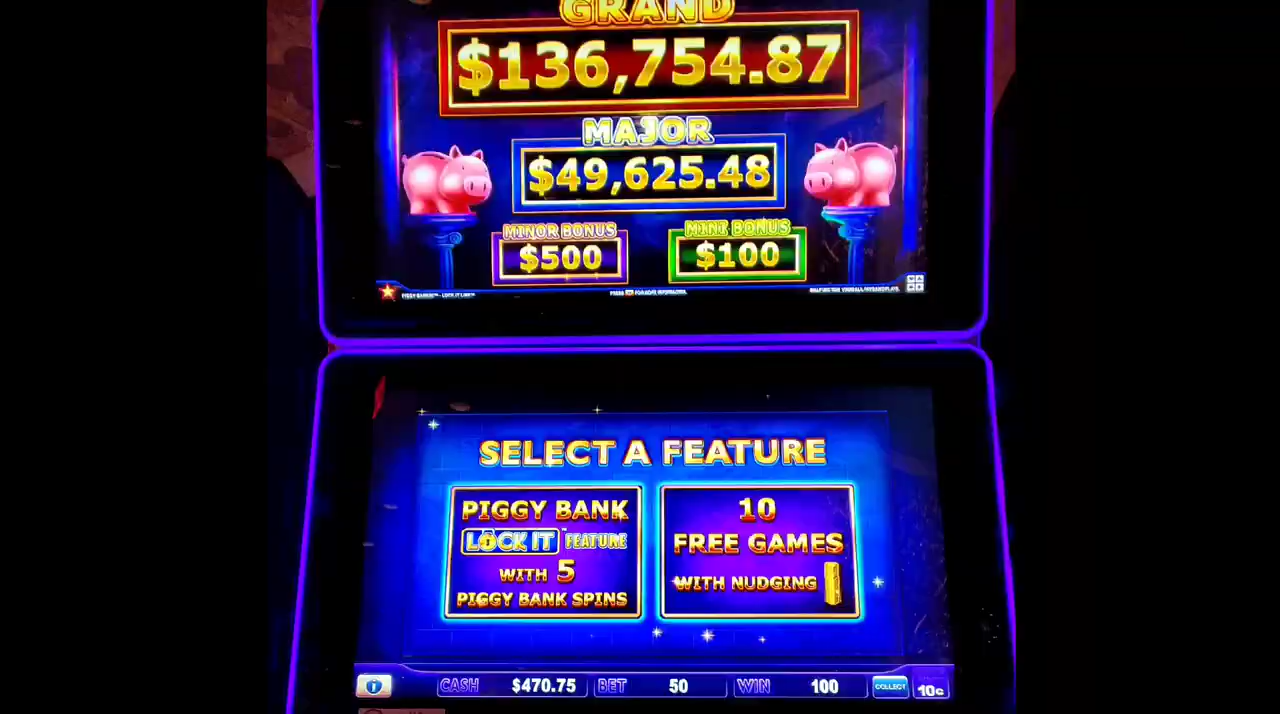 GRAND
$136,754.87
MAJOR
$49,625.48
MINOR BONUS
$500
MINI BONUS
$100
SELECT A FEATURE
PIGGY BANK
LOCK IT FEATURE
WITH 5
PIGGY BANK SPINS
10
FREE GAMES
WITH NUDGING
CASH $470.75 BET 50 WIN 100 COLLECT 10¢